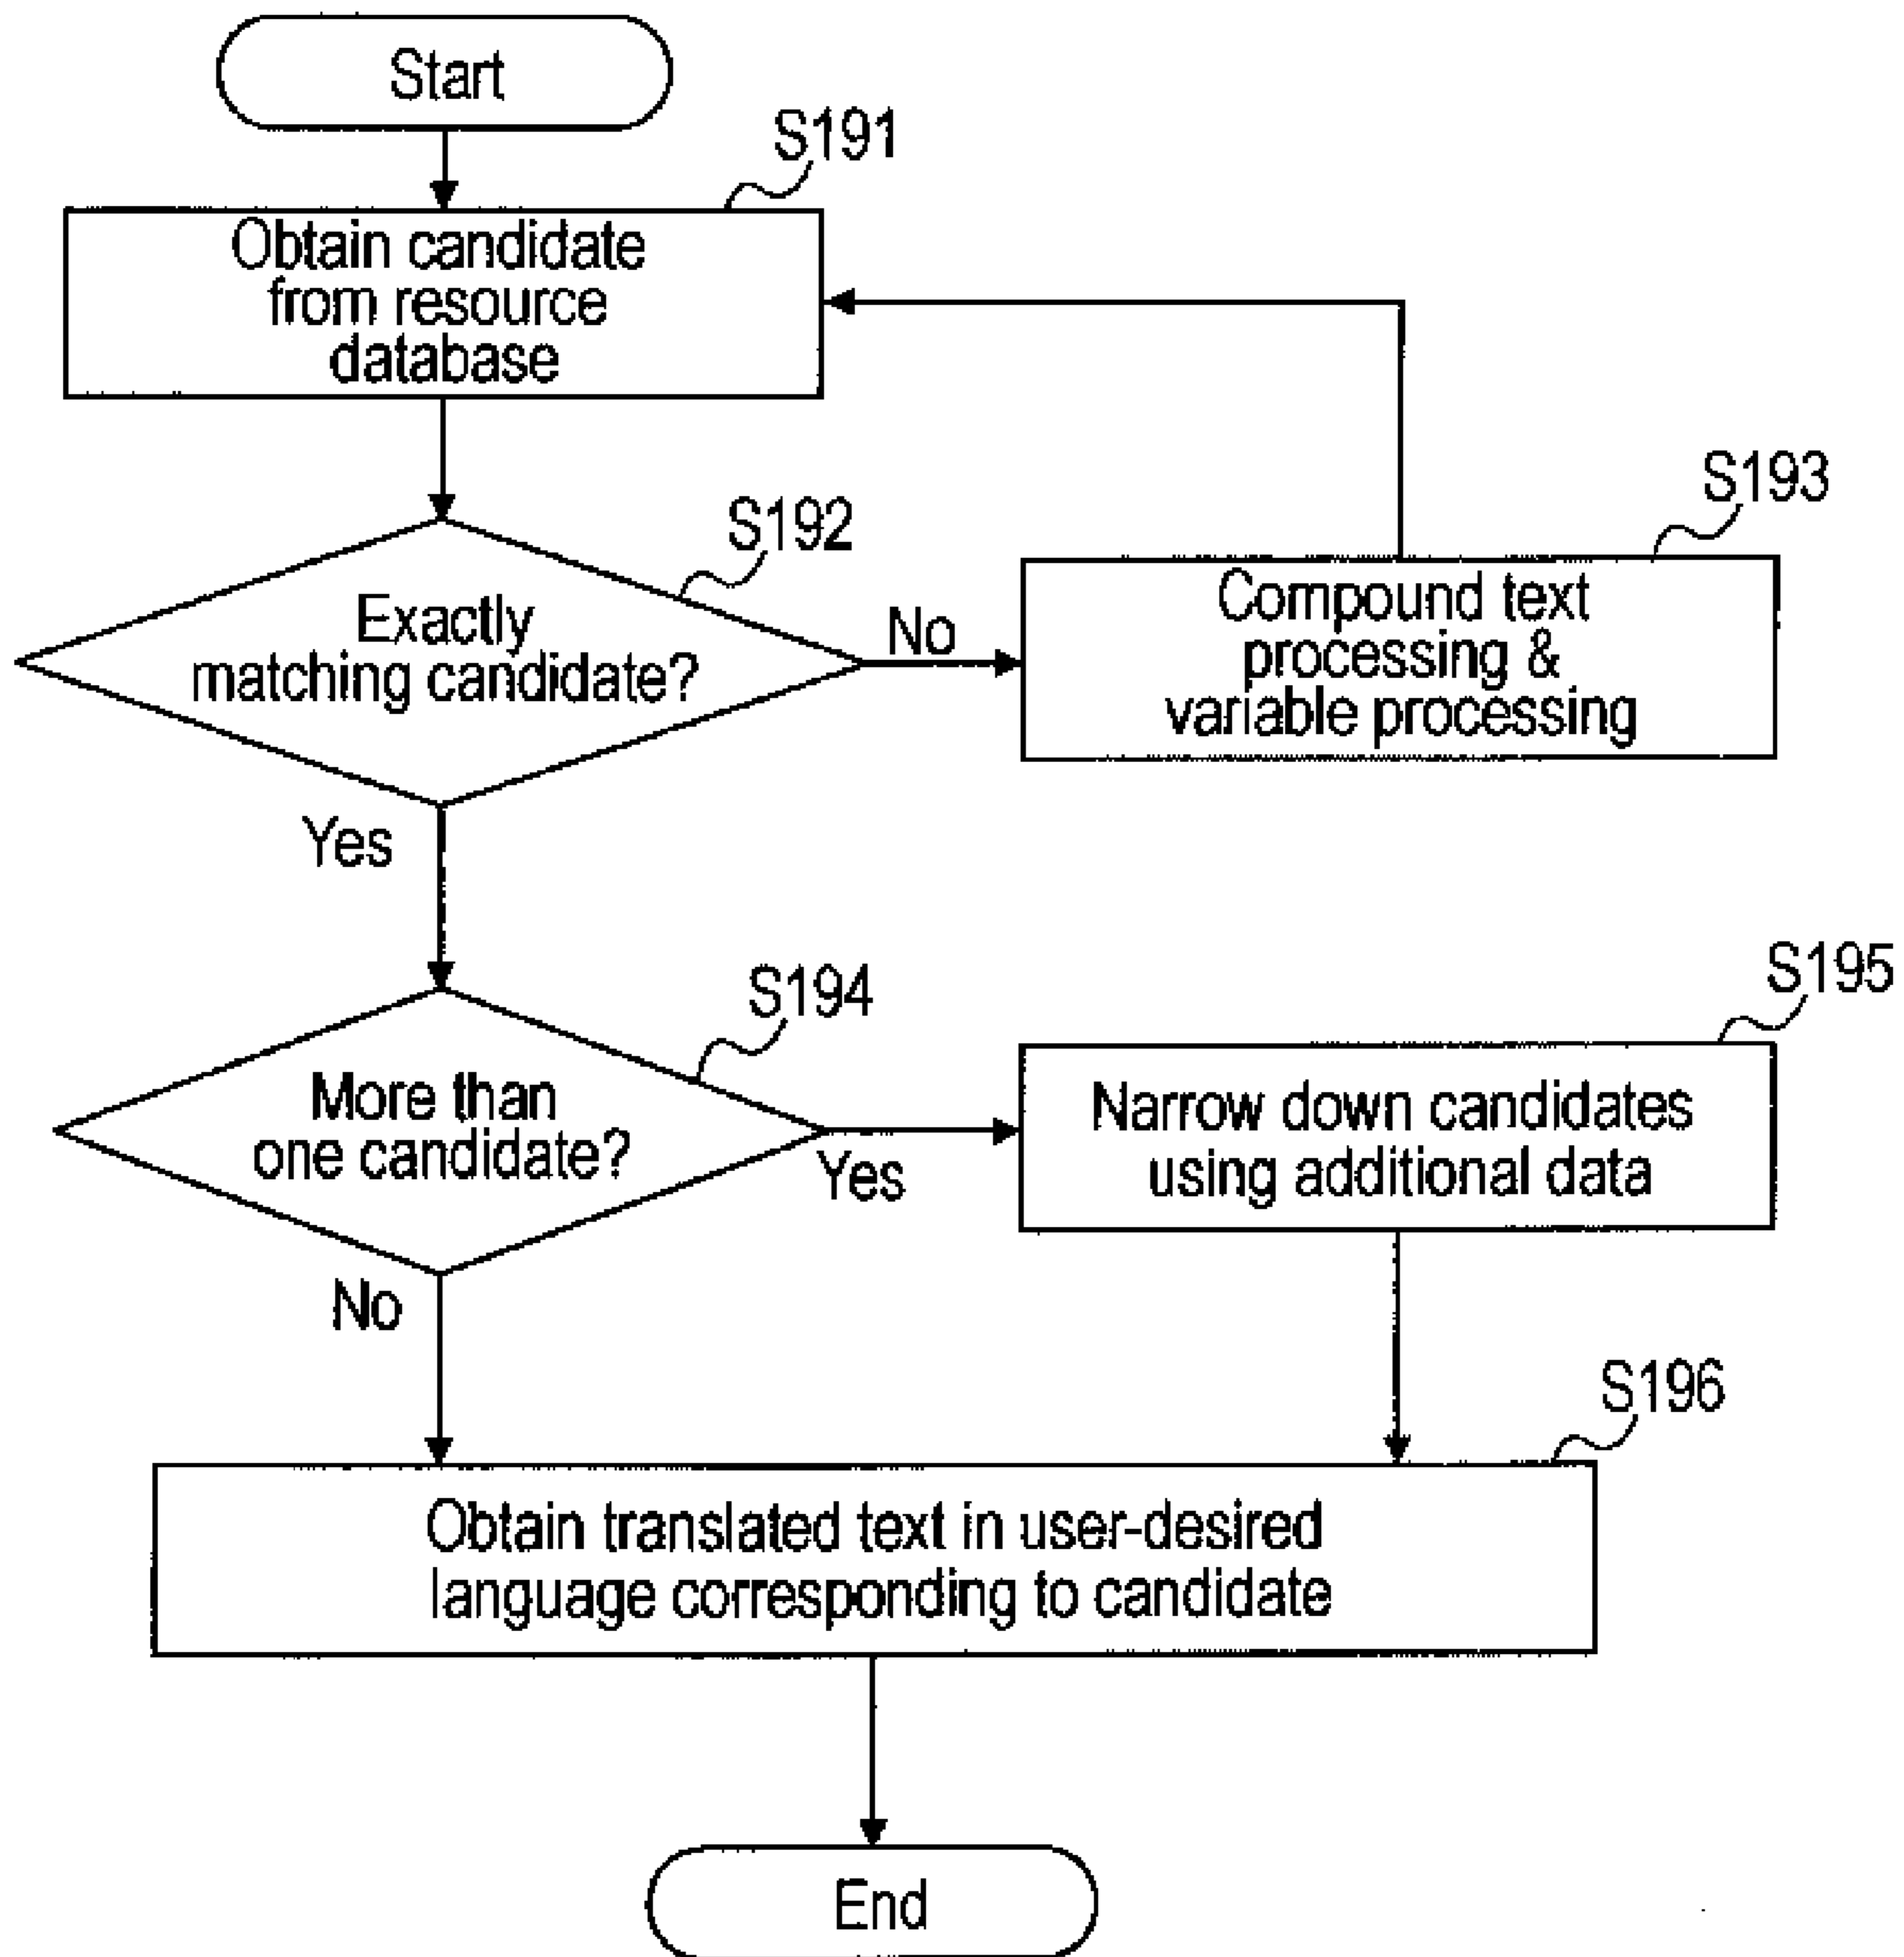 Start
S191
Obtain candidate
from resource
database
S192
Exactly
matching candidate?
No
S193
Compound text
processing &
variable processing
Yes
S194
More than
one candidate?
Yes
S195
Narrow down candidates
using additional data
No
S196
Obtain translated text in user-desired
language corresponding to candidate
End